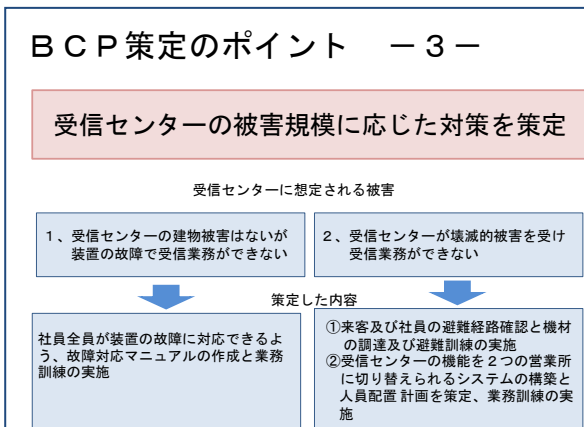 ＢＣＰ策定のポイント　－３－
受信センターの被害規模に応じた対策を策定
受信センターに想定される被害
１、受信センターの建物被害はないが
装置の故障で受信業務ができない
２、受信センターが壊滅的被害を受け
受信業務ができない
策定した内容
社員全員が装置の故障に対応できるよ
う、故障対応マニュアルの作成と業務
訓練の実施
①来客及び社員の避難経路確認と機材
の調達及び避難訓練の実施
②受信センターの機能を２つの営業所
に切り替えられるシステムの構築と
人員配置 計画を策定、業務訓練の実
施